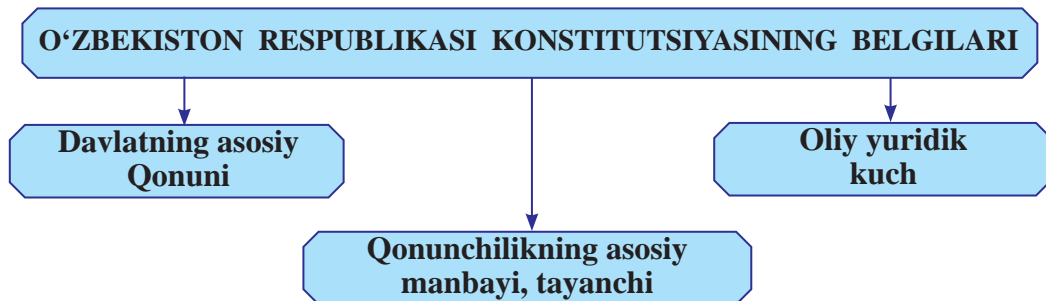 O‘ZBEKISTON RESPUBLIKASI KONSTITUTSIYASINING BELGILARI
Davlatning asosiy
Qonuni
Oliy yuridik
kuch
Qonunchilikning asosiy
manbayi, tayanchi